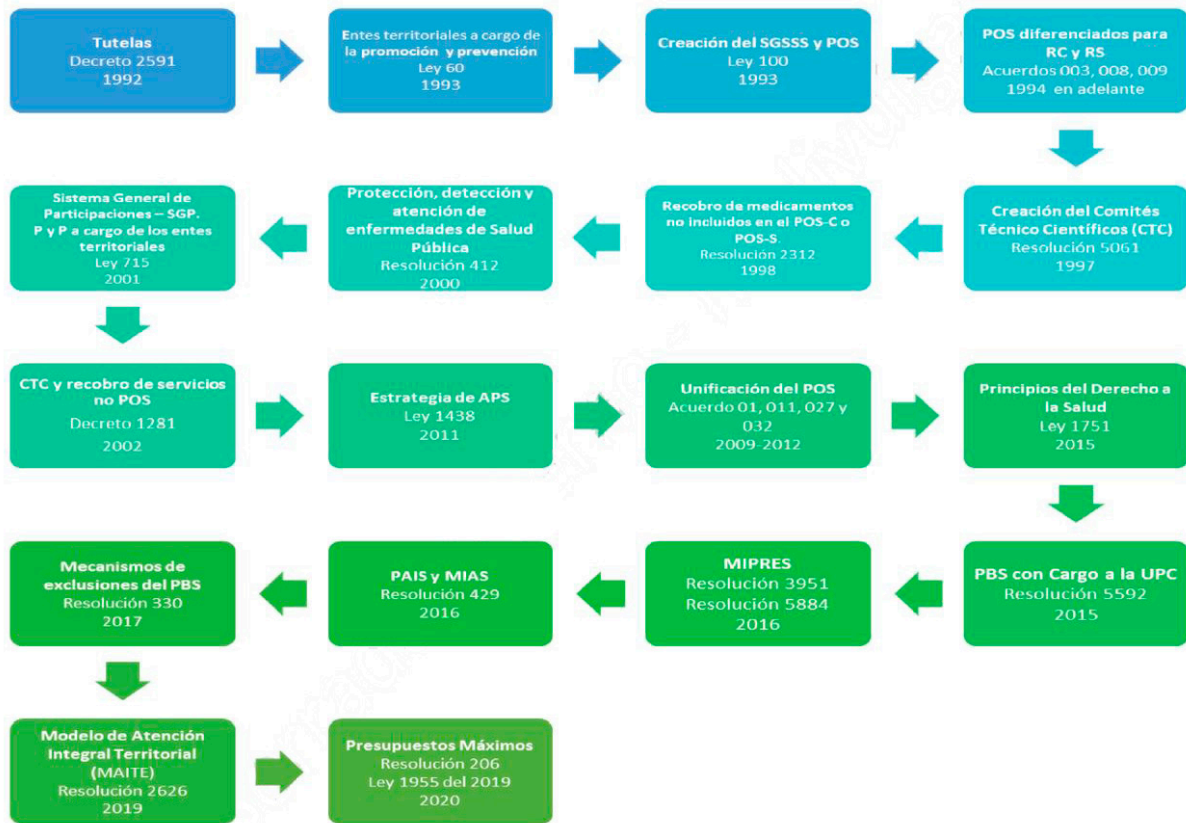 Tutelas
Decreto 2591
1992
Entes territoriales a cargo de
la promoción y prevención
Ley 60
1993
Creación del SGSSS y POS
Ley 100
1993
POS diferenciados para
RC y RS
Acuerdos 003, 008, 009
1994 en adelante
Creación del Comités
Técnico Científicos (CTC)
Resolución 5061
1997
Recobro de medicamentos
no incluidos en el POS-C o
POS-S.
Resolución 2312
1998
Protección, detección y
atención de
enfermedades de Salud
Pública
Resolución 412
2000
Sistema General de
Participaciones – SGP.
P y P a cargo de los entes
territoriales
Ley 715
2001
CTC y recobro de servicios
no POS
Decreto 1281
2002
Estrategia de APS
Ley 1438
2011
Unificación del POS
Acuerdo 01, 011, 027 y
032
2009-2012
Principios del Derecho a
la Salud
Ley 1751
2015
PBS con Cargo a la UPC
Resolución 5592
2015
MIPRES
Resolución 3951
Resolución 5884
2016
PAIS y MIAS
Resolución 429
2016
Mecanismos de
exclusiones del PBS
Resolución 330
2017
Modelo de Atención
Integral Territorial
(MAITE)
Resolución 2626
2019
Presupuestos Máximos
Resolución 206
Ley 1955 del 2019
2020